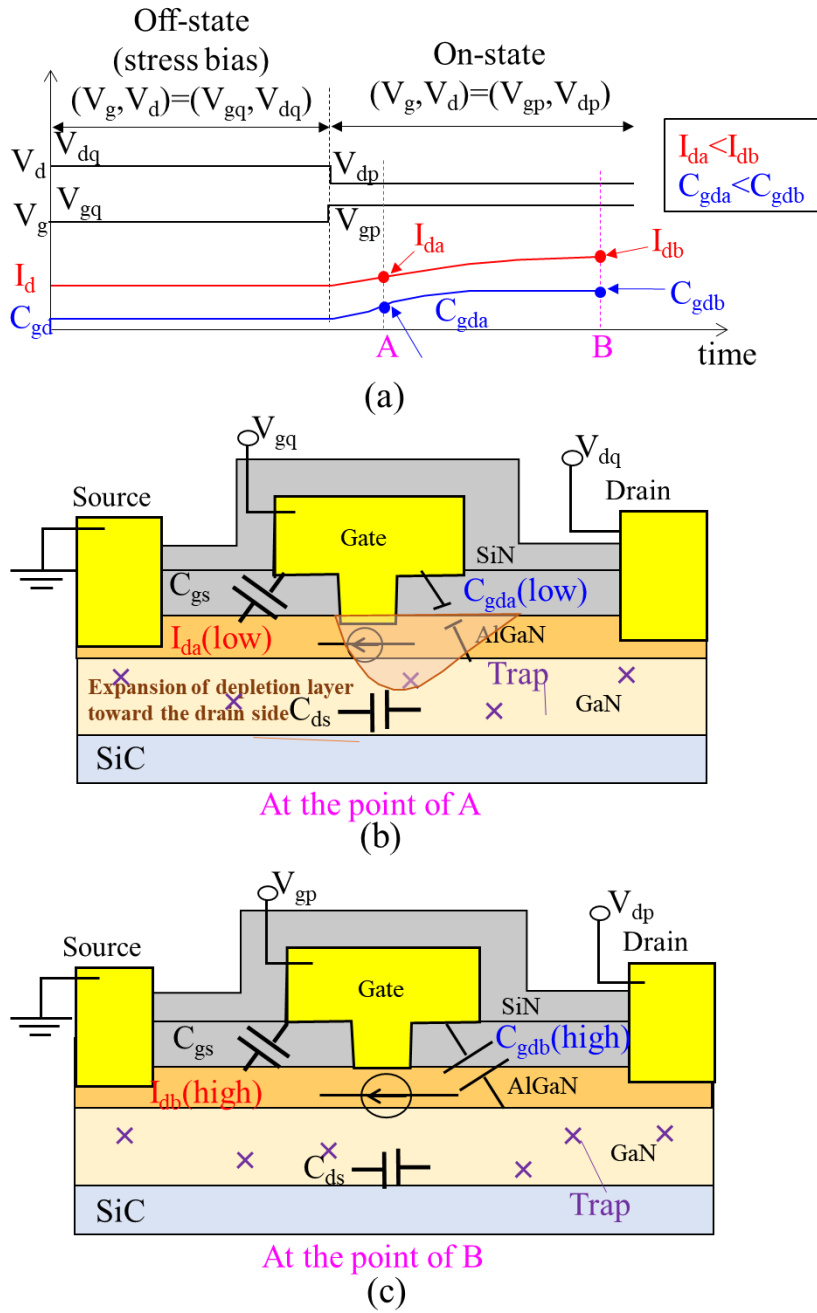 Off-state
(stress bias)
(Vg,Vd)=(Vgq,Vdq)
On-state
(Vg,Vd)=(Vgp,Vdp)
Ida<Idb
Cgda<Cgdb
Vd
Vdq
Vdp
Vg
Vgq
Vgp
Id
Ida
Idb
Cgd
Cgda
Cgdb
A
B
time
(a)
Vgq
Vdq
Source
Drain
Gate
SiN
Cgs
Cgda(low)
Ida(low)
AlGaN
Expansion of depletion layer
toward the drain side
Trap
Cds
GaN
SiC
At the point of A
(b)
Vgp
Vdp
Source
Drain
Gate
SiN
Cgs
Cgdb(high)
Idb(high)
AlGaN
GaN
Cds
Trap
SiC
At the point of B
(c)